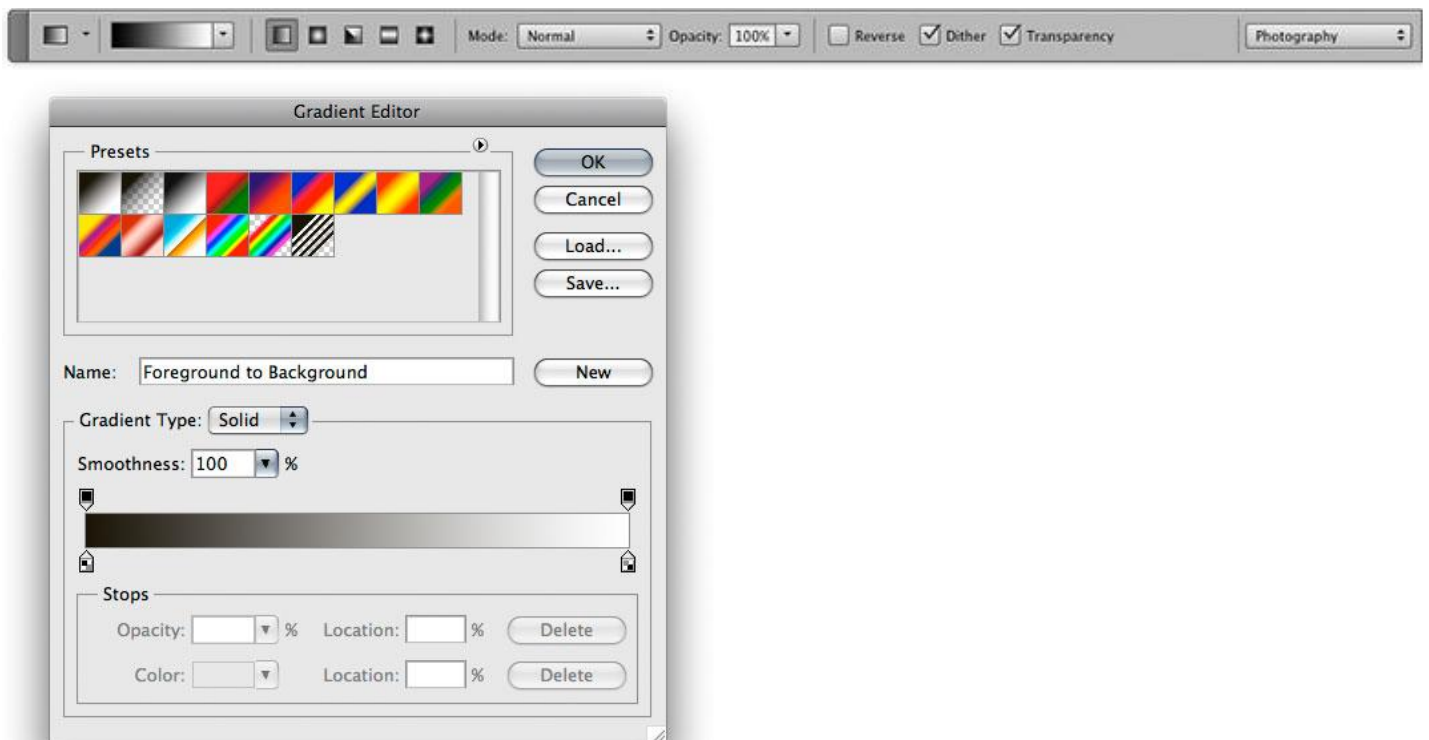 Mode: Normal Opacity: 100% Reverse Dither Transparency Photography
Gradient Editor
Presets
OK
Cancel
Load...
Save...
Name: Foreground to Background New
Gradient Type: Solid
Smoothness: 100 %
Stops
Opacity: % Location: % Delete
Color: Location: % Delete